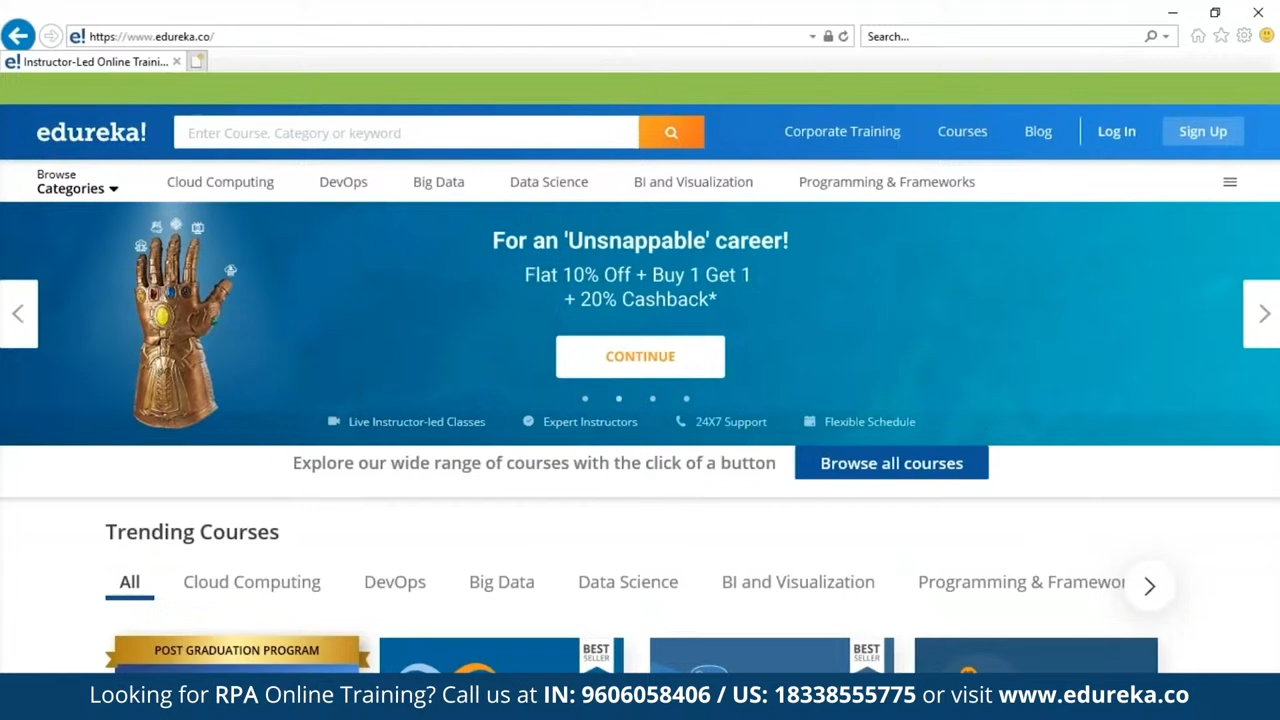 https://www.edureka.co/
Search...
e! Instructor-Led Online Traini...
edureka!
Enter Course, Category or keyword
Corporate Training
Courses
Blog
Log In
Sign Up
Browse
Categories
Cloud Computing
DevOps
Big Data
Data Science
BI and Visualization
Programming & Frameworks
For an 'Unsnappable' career!
Flat 10% Off + Buy 1 Get 1
+ 20% Cashback*
CONTINUE
Live Instructor-led Classes
Expert Instructors
24X7 Support
Flexible Schedule
Explore our wide range of courses with the click of a button
Browse all courses
Trending Courses
All
Cloud Computing
DevOps
Big Data
Data Science
BI and Visualization
Programming & Framewor
POST GRADUATION PROGRAM
BEST
SELLER
BEST
SELLER
Looking for RPA Online Training? Call us at IN: 9606058406 / US: 18338555775 or visit www.edureka.co